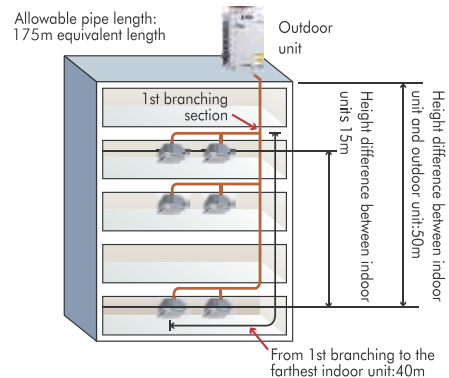 Allowable pipe length:
175m equivalent length
Outdoor
unit
1st branching
section
Height difference between indoor
units 15m
Height difference between indoor
unit and outdoor unit:50m
From 1st branching to the
farthest indoor unit:40m